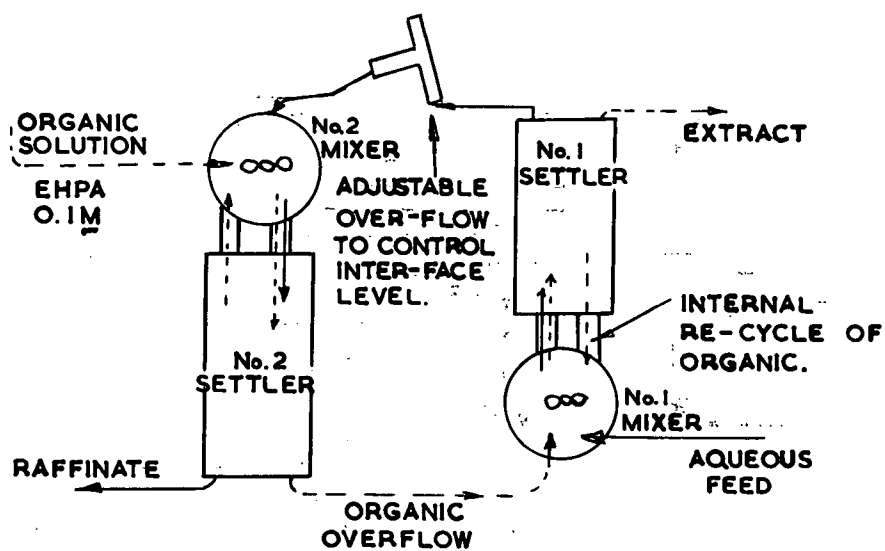 ORGANIC
SOLUTION
EHPA
0.1M
No.2
MIXER
ADJUSTABLE
OVER-FLOW
TO CONTROL
INTER-FACE
LEVEL.
No.1
SETTLER
EXTRACT
INTERNAL
RE-CYCLE OF
ORGANIC.
No.2
SETTLER
No.1
MIXER
RAFFINATE
ORGANIC
OVERFLOW
AQUEOUS
FEED